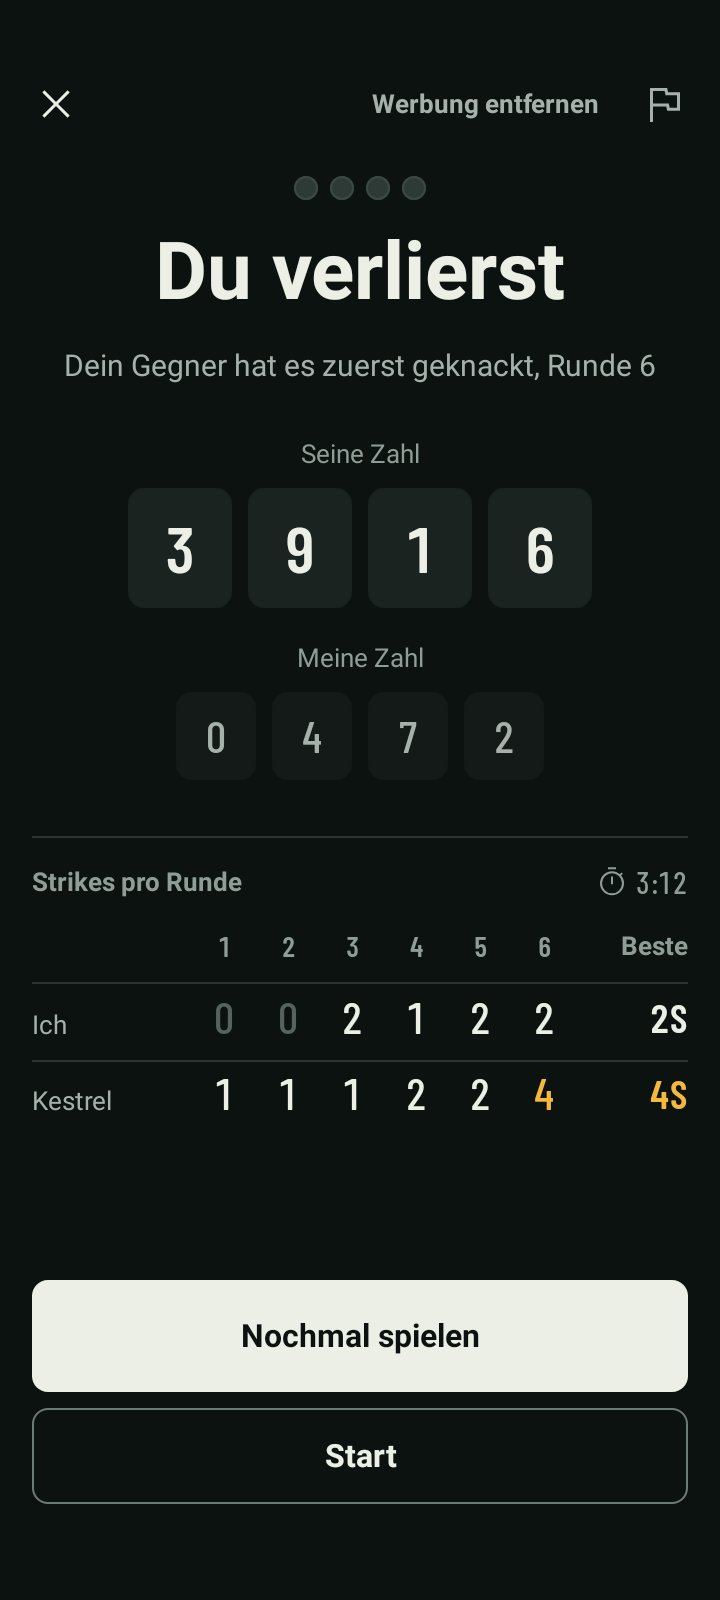 Werbung entfernen
Du verlierst
Dein Gegner hat es zuerst geknackt, Runde 6
Seine Zahl
3 9 1 6
Meine Zahl
0 4 7 2
Strikes pro Runde 3:12
1 2 3 4 5 6 Beste
Ich 0 0 2 1 2 2 2S
Kestrel 1 1 1 2 2 4 4S
Nochmal spielen
Start